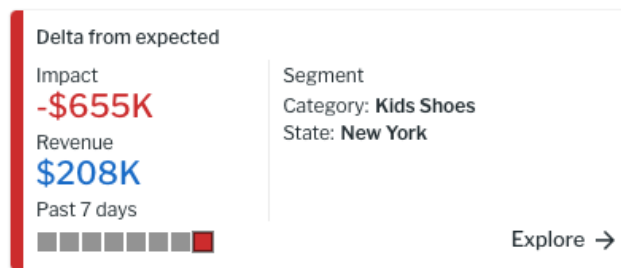 Delta from expected
Impact
-$655K
Revenue
$208K
Past 7 days
Segment
Category: Kids Shoes
State: New York
Explore →